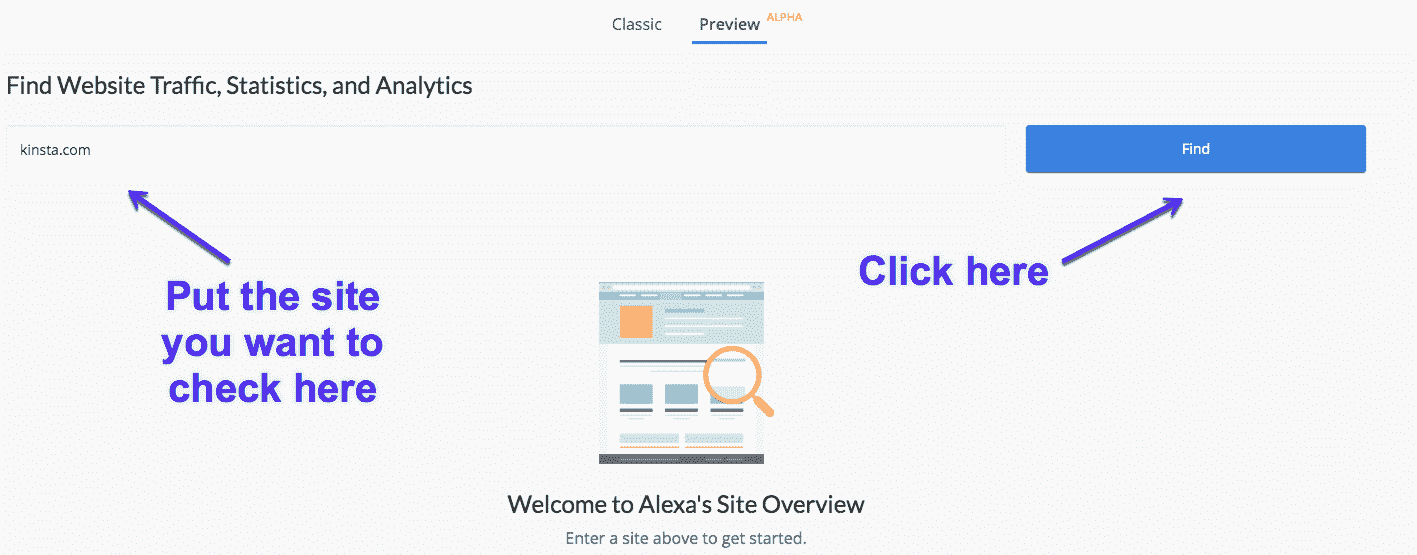 Classic
Preview
ALPHA
Find Website Traffic, Statistics, and Analytics
kinsta.com
Find
Put the site
you want to
check here
Click here
Welcome to Alexa's Site Overview
Enter a site above to get started.